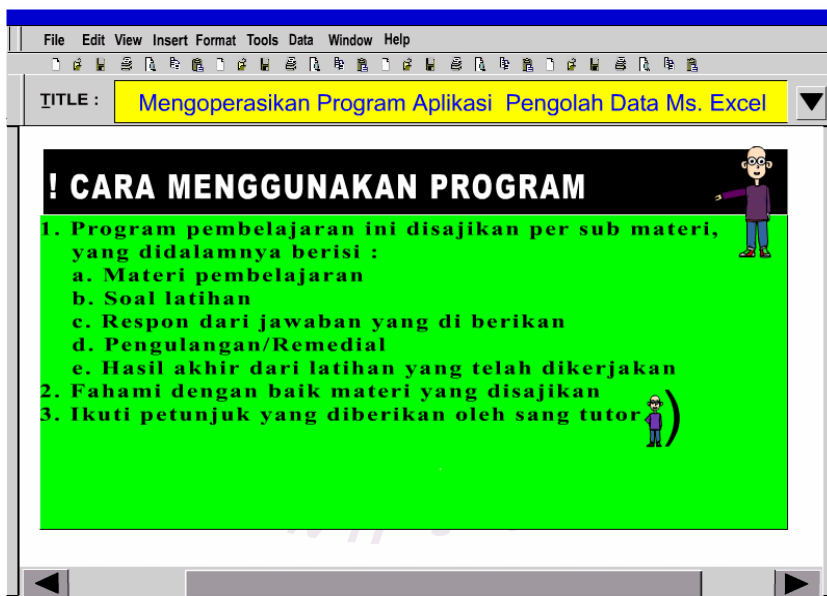 File Edit View Insert Format Tools Data Window Help
TITLE : Mengoperasikan Program Aplikasi Pengolah Data Ms. Excel
! CARA MENGGUNAKAN PROGRAM
1. Program pembelajaran ini disajikan per sub materi,
yang didalamnya berisi :
a. Materi pembelajaran
b. Soal latihan
c. Respon dari jawaban yang di berikan
d. Pengulangan/Remedial
e. Hasil akhir dari latihan yang telah dikerjakan
2. Fahami dengan baik materi yang disajikan
3. Ikuti petunjuk yang diberikan oleh sang tutor )